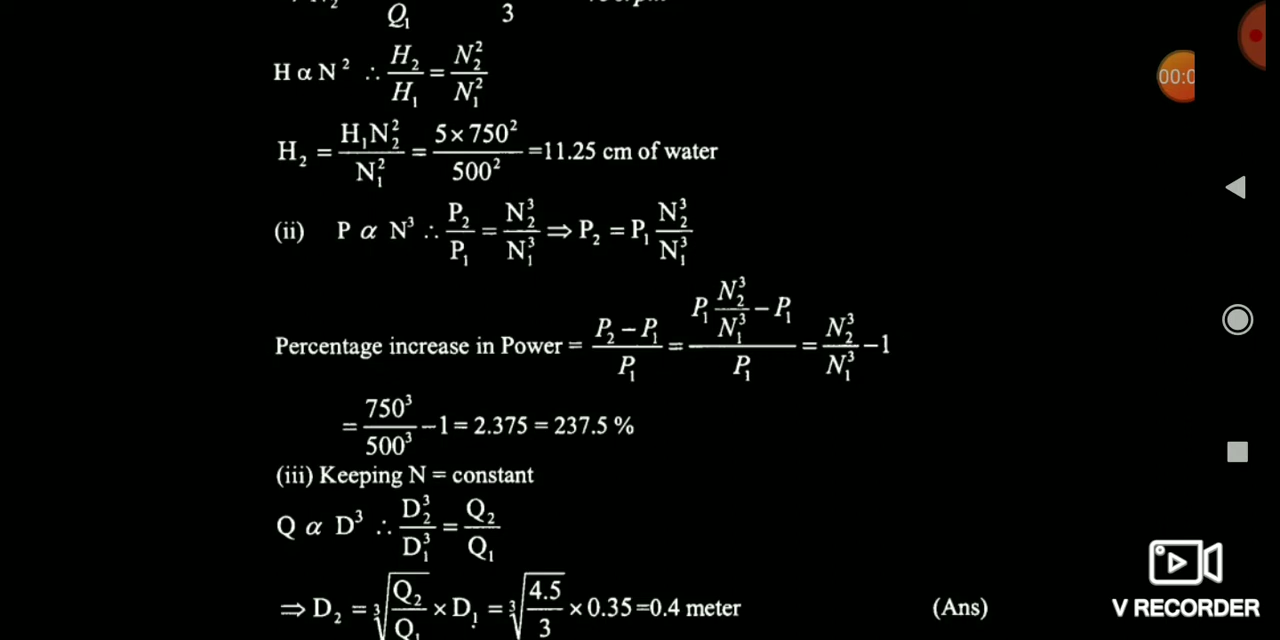 Q₁ 3
00:0
H α N² ∴ H₂/H₁ = N₂²/N₁²
H₂ = H₁N₂²/N₁² = 5 × 750²/500² =11.25 cm of water
(ii) P α N³ ∴ P₂/P₁ = N₂³/N₁³ ⇒ P₂ = P₁ N₂³/N₁³
Percentage increase in Power = P₂ – P₁/P₁ = P₁ N₂³/N₁³ – P₁/P₁ = N₂³/N₁³ – 1
= 750³/500³ – 1 = 2.375 = 237.5 %
(iii) Keeping N = constant
Q α D³ ∴ D₂³/D₁³ = Q₂/Q₁
⇒ D₂ = ∛Q₂/Q₁ × D₁ = ∛4.5/3 × 0.35 =0.4 meter (Ans)
V RECORDER